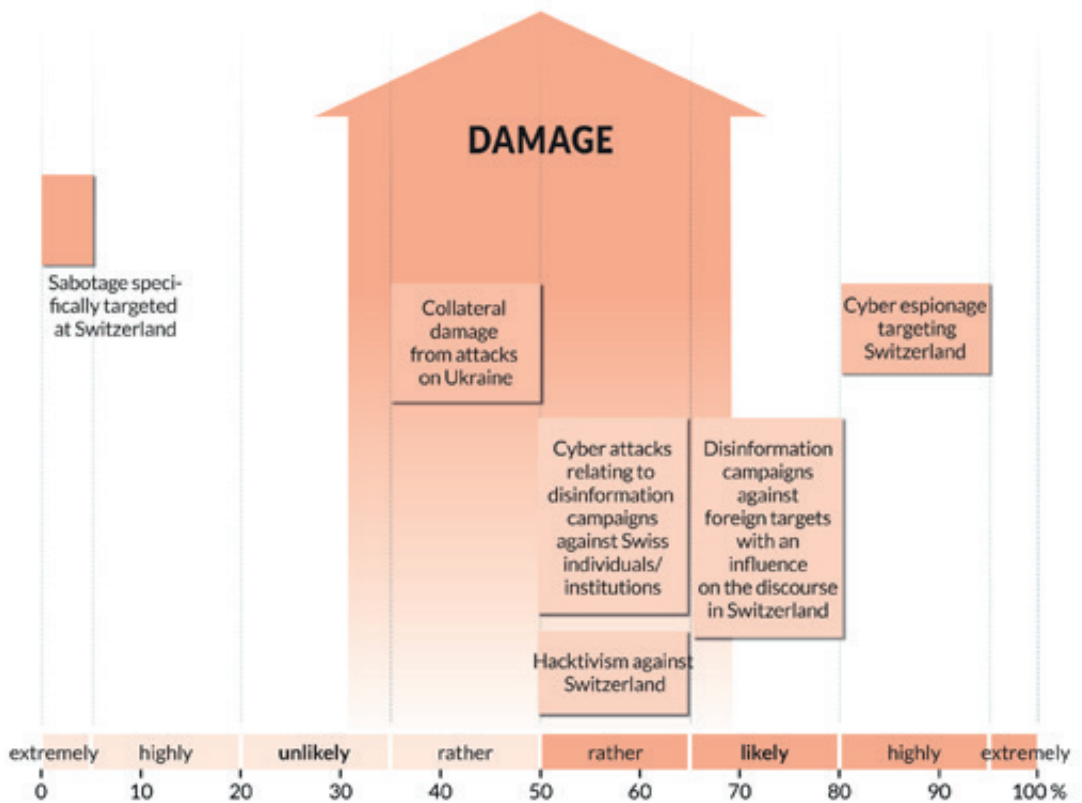 DAMAGE
Sabotage speci-
fically targeted
at Switzerland
Collateral
damage
from attacks
on Ukraine
Cyber espionage
targeting
Switzerland
Cyber attacks
relating to
disinformation
campaigns
against Swiss
individuals/
institutions
Disinformation
campaigns
against
foreign targets
with an
influence
on the discourse
in Switzerland
Hacktivism against
Switzerland
extremely highly unlikely rather rather likely highly extremely
0 10 20 30 40 50 60 70 80 90 100 %